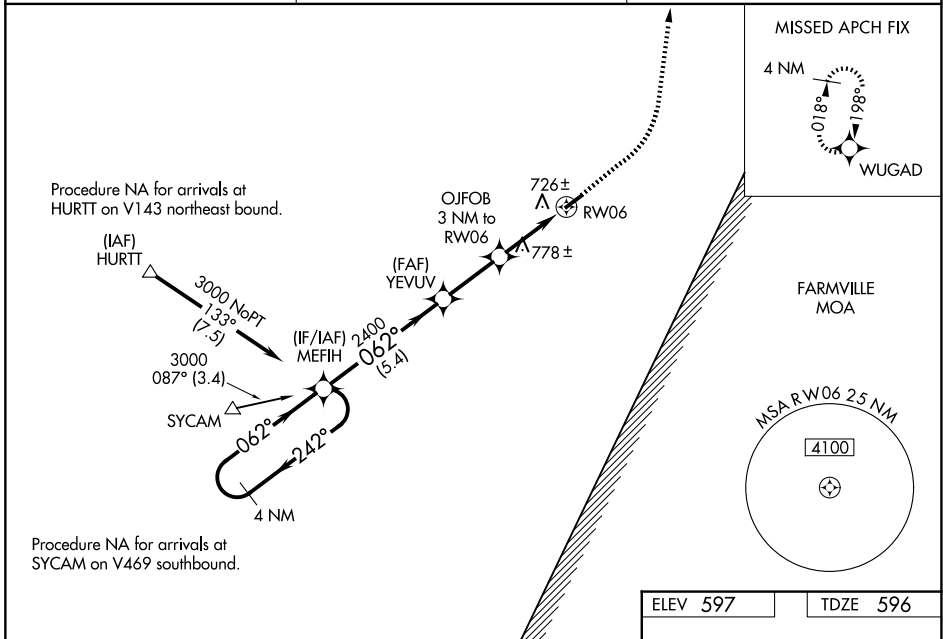 MISSED APCH FIX
4 NM
018°
198°
WUGAD
Procedure NA for arrivals at
HURTT on V143 northeast bound.
(IAF)
HURTT
3000 NoPT
133°
(7.5)
3000
087° (3.4)
SYCAM
(IF/IAF)
MEFIH
2400
062°
(5.4)
(FAF)
YEVUV
OJFOB
3 NM to
RW06
726±
RW06
778±
062°
242°
4 NM
Procedure NA for arrivals at
SYCAM on V469 southbound.
FARMVILLE
MOA
MSA RW06 25 NM
4100
ELEV 597
TDZE 596